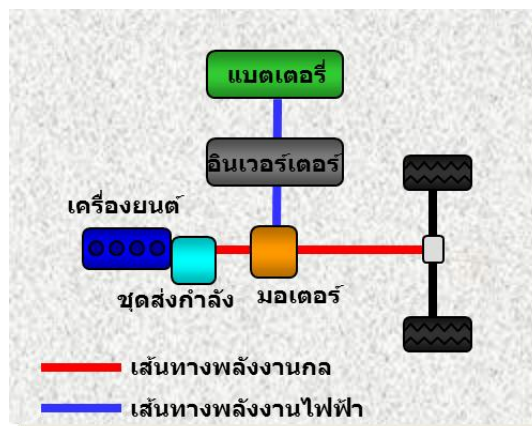 แบตเตอรี่
อินเวอร์เตอร์
เครื่องยนต์
ชุดส่งกำลัง
มอเตอร์
เส้นทางพลังงานกล
เส้นทางพลังงานไฟฟ้า